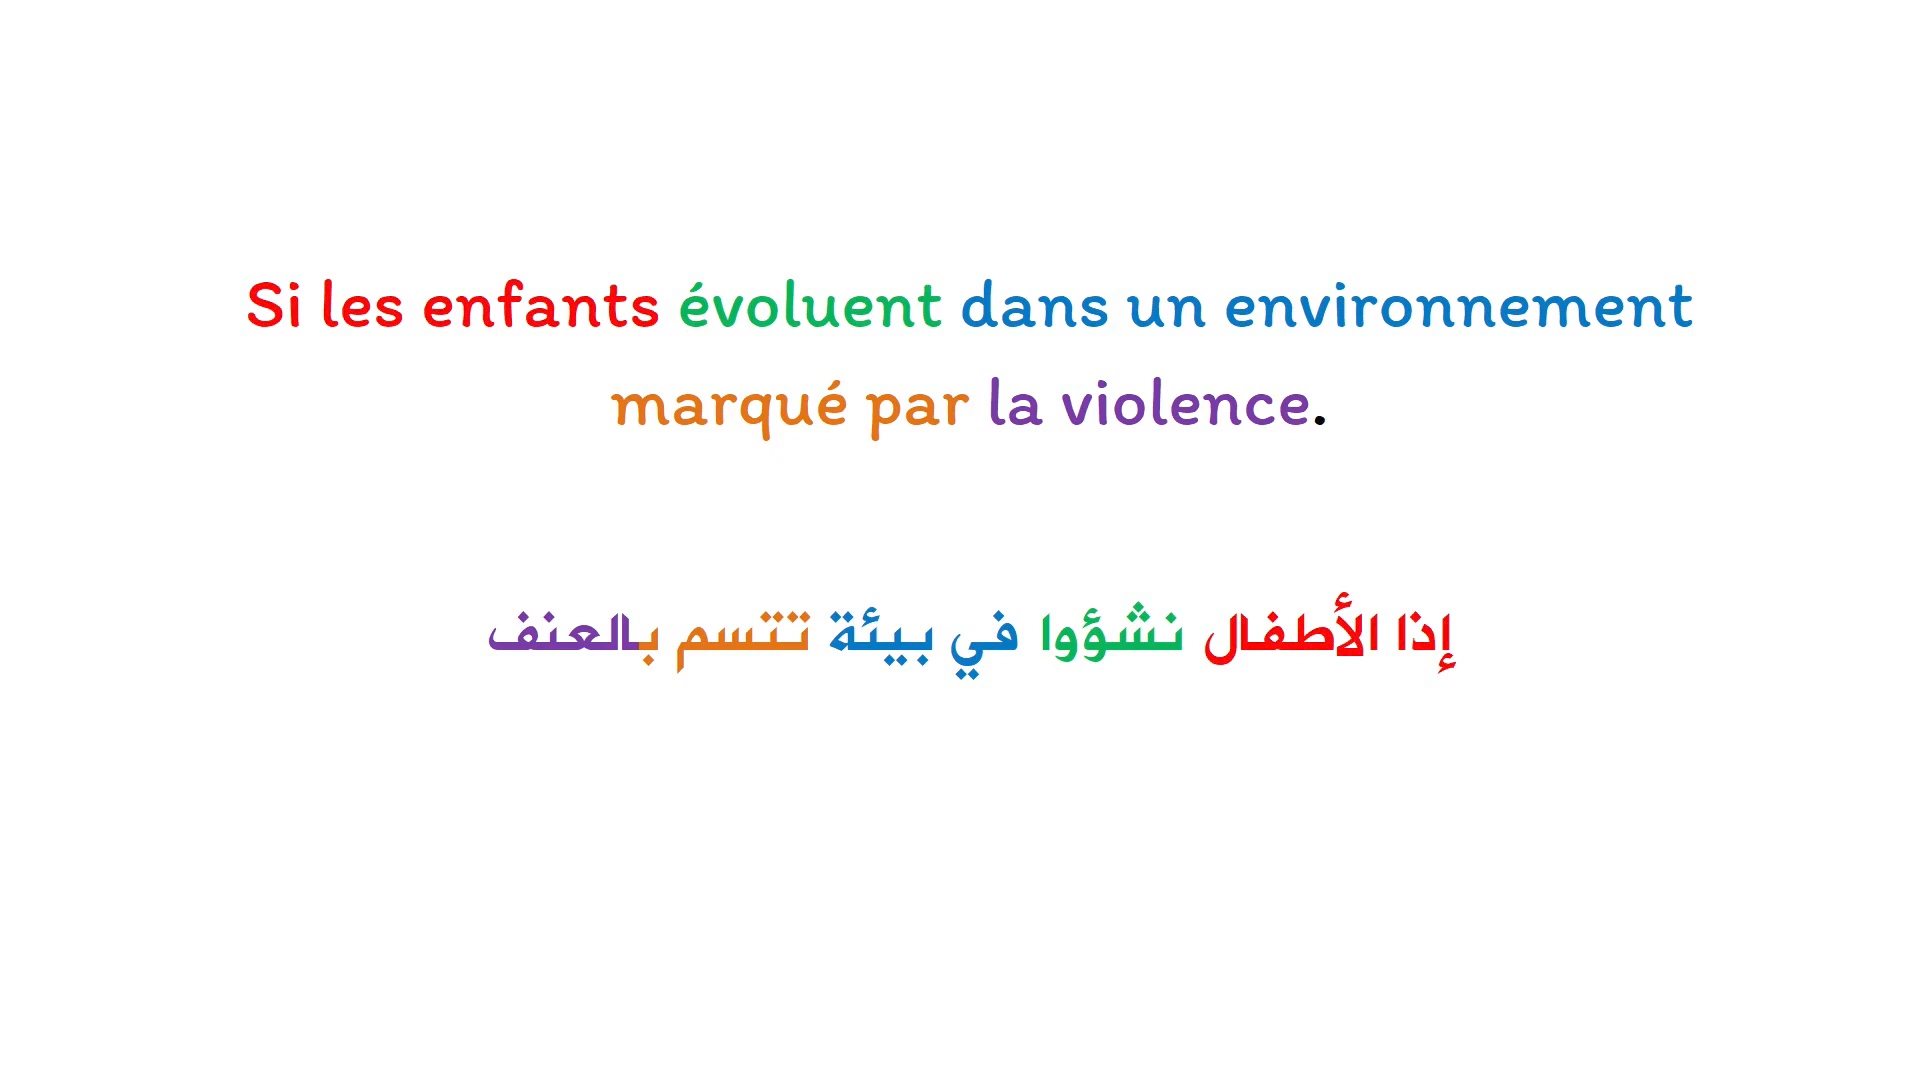 Si les enfants évoluent dans un environnement
marqué par la violence.
إذا الأطفال نشؤوا في بيئة تتسم بالعنف